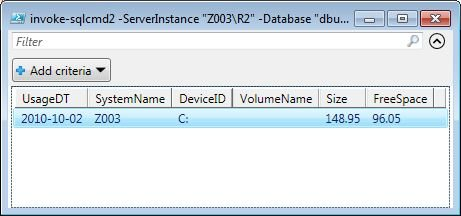 invoke-sqlcmd2 -ServerInstance "Z003\R2" -Database "dbu...
Filter
Add criteria
UsageDT SystemName DeviceID VolumeName Size FreeSpace
2010-10-02 Z003 C: 148.95 96.05